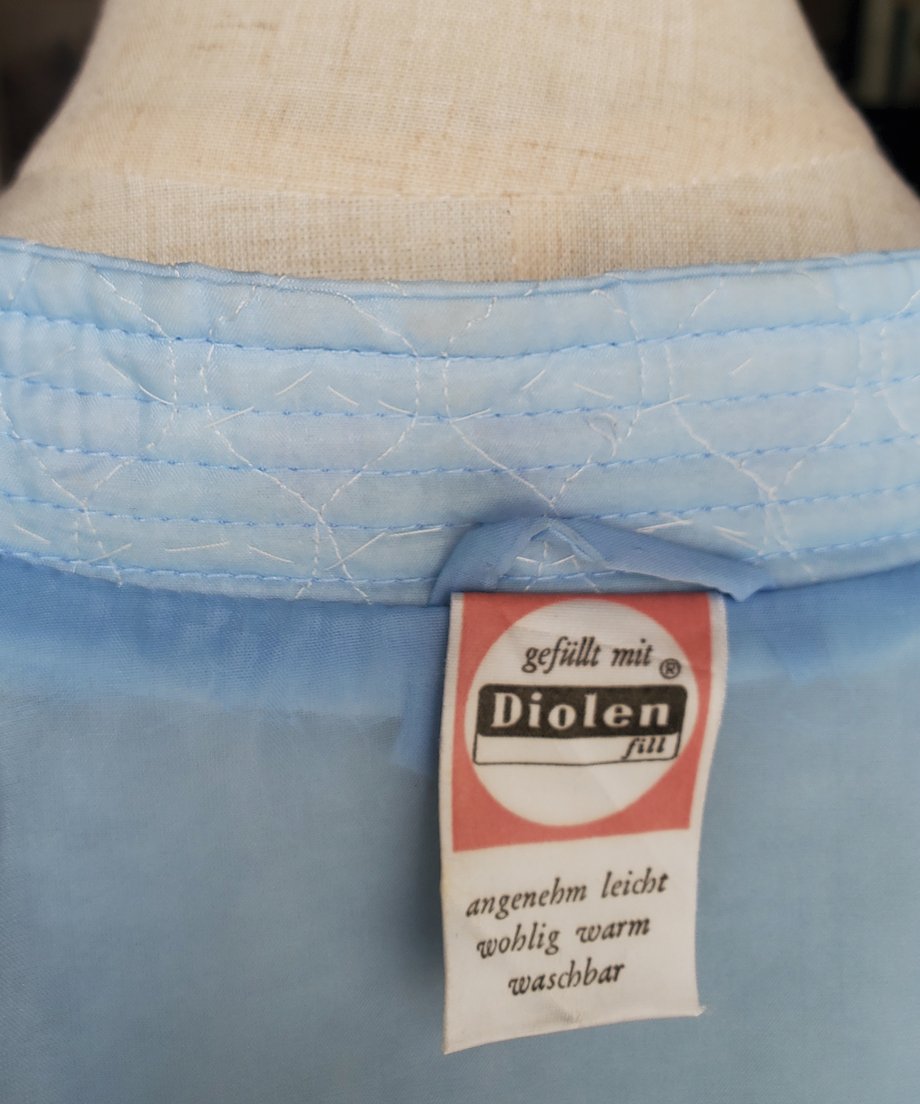 gefüllt mit ®
Diolen
fill
angenehm leicht
wohlig warm
waschbar